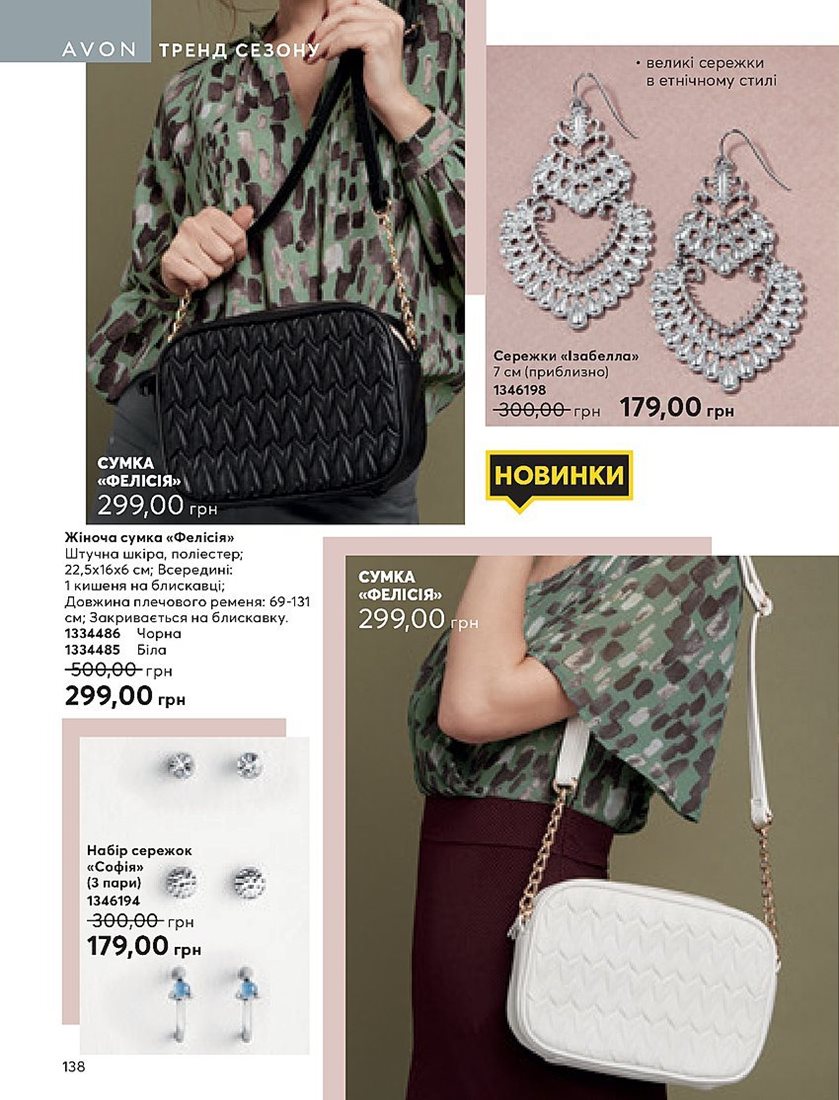 AVON ТРЕНД СЕЗОНУ
• великі сережки
в етнічному стилі
Сережки «Ізабелла»
7 см (приблизно)
1346198
300,00 грн 179,00 грн
СУМКА
«ФЕЛІСІЯ»
299,00 грн
НОВИНКИ
Жіноча сумка «Фелісія»
Штучна шкіра, поліестер;
22,5х16х6 см; Всередині:
1 кишеня на блискавці;
Довжина плечового ременя: 69-131
см; Закривається на блискавку.
1334486 Чорна
1334485 Біла
500,00 грн
299,00 грн
СУМКА
«ФЕЛІСІЯ»
299,00 грн
Набір сережок
«Софія»
(3 пари)
1346194
300,00 грн
179,00 грн
138